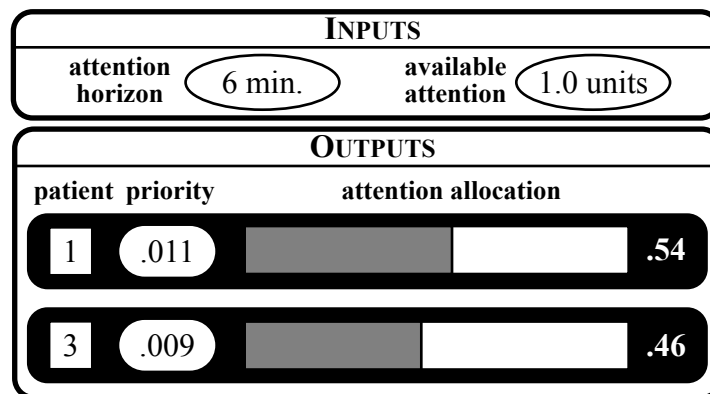 INPUTS
attention horizon 6 min. available attention 1.0 units
OUTPUTS
patient priority attention allocation
1 .011 .54
3 .009 .46